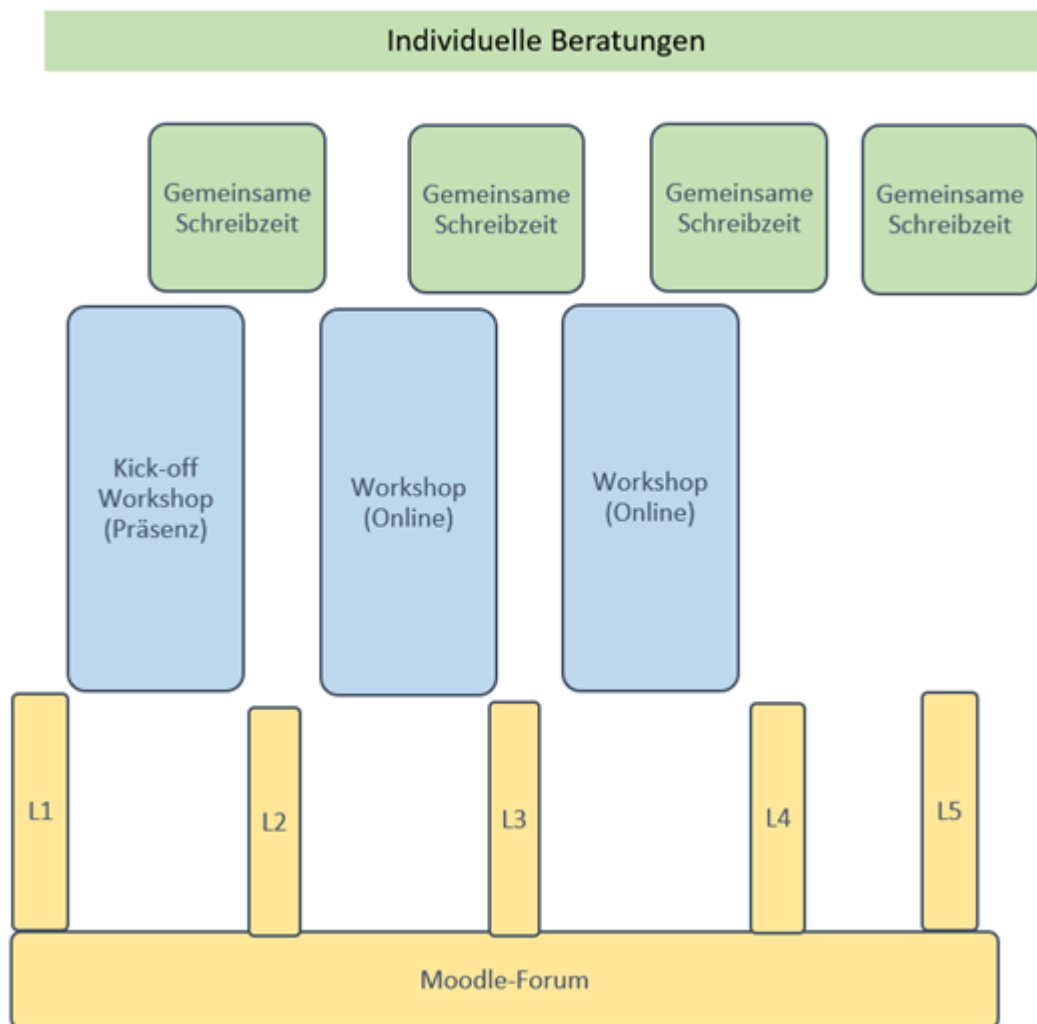 Individuelle Beratungen
Gemeinsame
Schreibzeit
Gemeinsame
Schreibzeit
Gemeinsame
Schreibzeit
Gemeinsame
Schreibzeit
Kick-off
Workshop
(Präsenz)
Workshop
(Online)
Workshop
(Online)
L1
L2
L3
L4
L5
Moodle-Forum